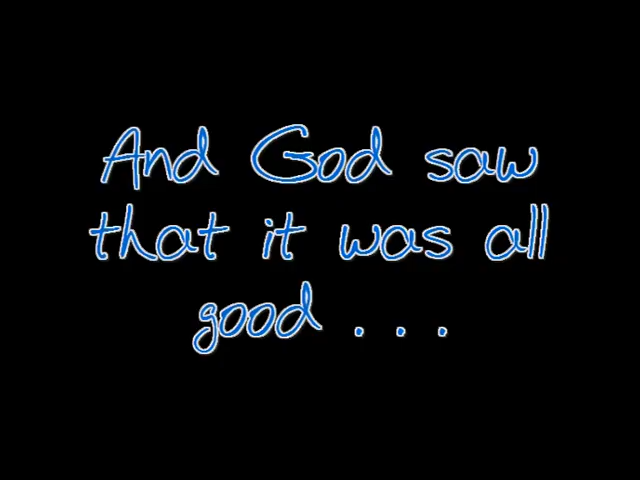 And God saw
that it was all
good . . .